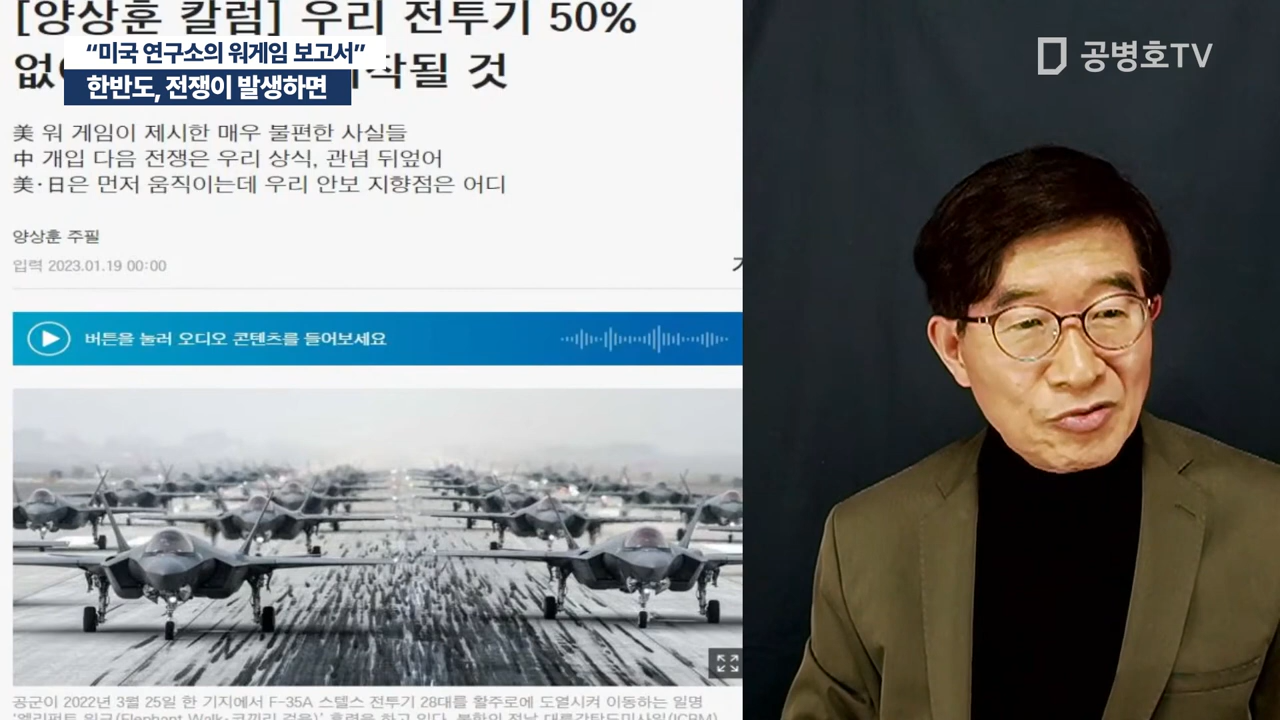 [양상훈 칼럼] 우리 전투기 50%
“미국 연구소의 워게임 보고서”
없 작될 것
한반도, 전쟁이 발생하면
공병호TV
美 워 게임이 제시한 매우 불편한 사실들
中 개입 다음 전쟁은 우리 상식, 관념 뒤엎어
美·日은 먼저 움직이는데 우리 안보 지향점은 어디
양상훈 주필
입력 2023.01.19 00:00
버튼을 눌러 오디오 콘텐츠를 들어보세요
공군이 2022년 3월 25일 한 기지에서 F-35A 스텔스 전투기 28대를 활주로에 도열시켜 이동하는 일명